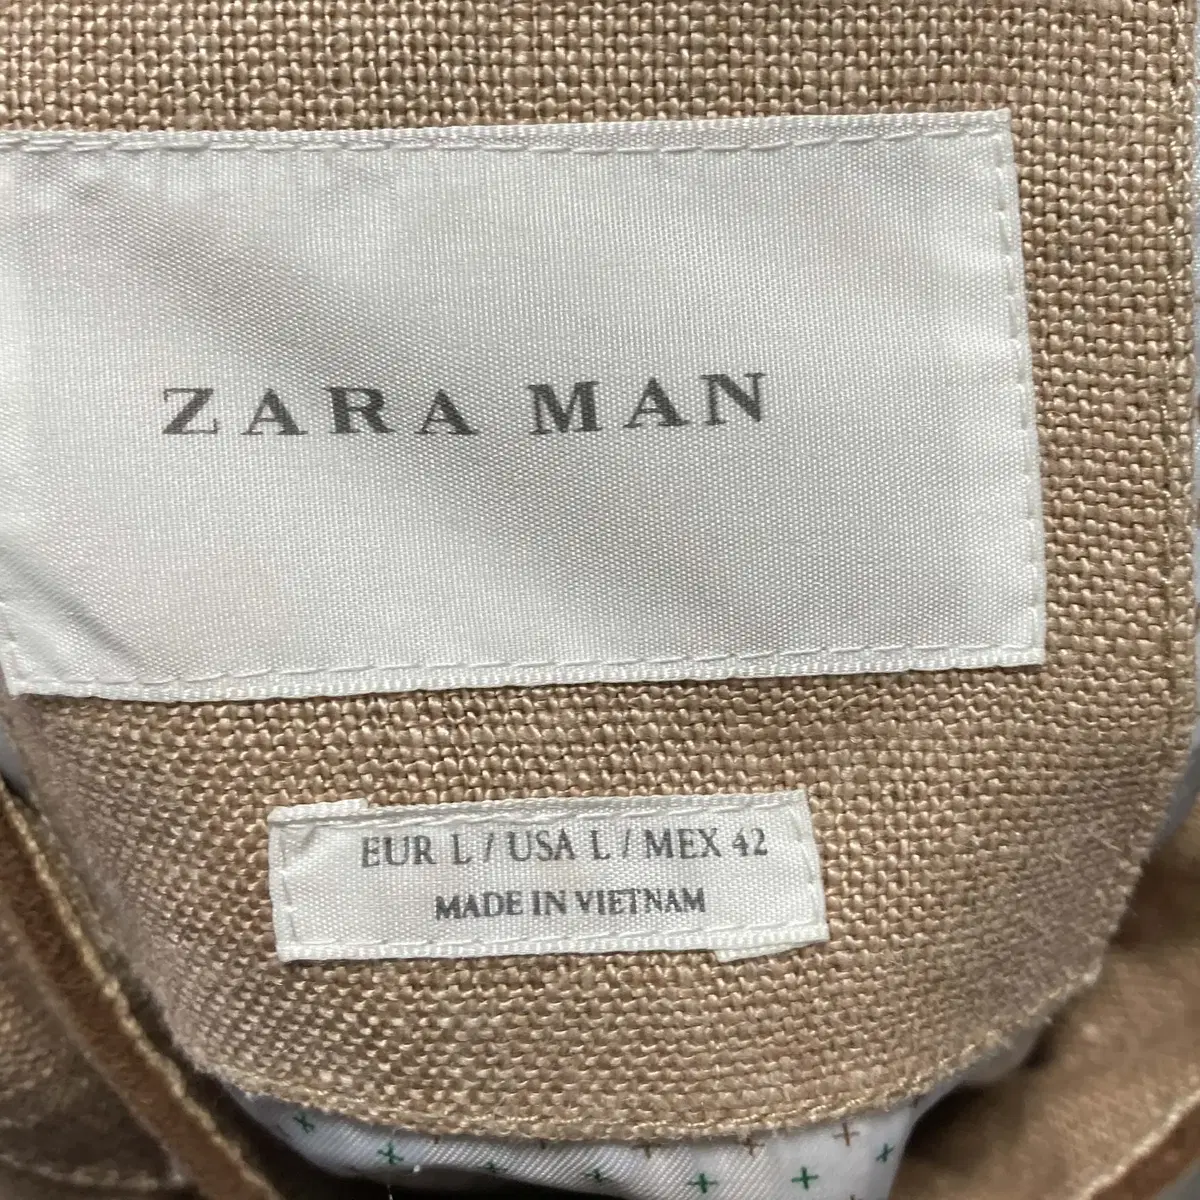 ZARA MAN
EUR L / USA L / MEX 42
MADE IN VIETNAM